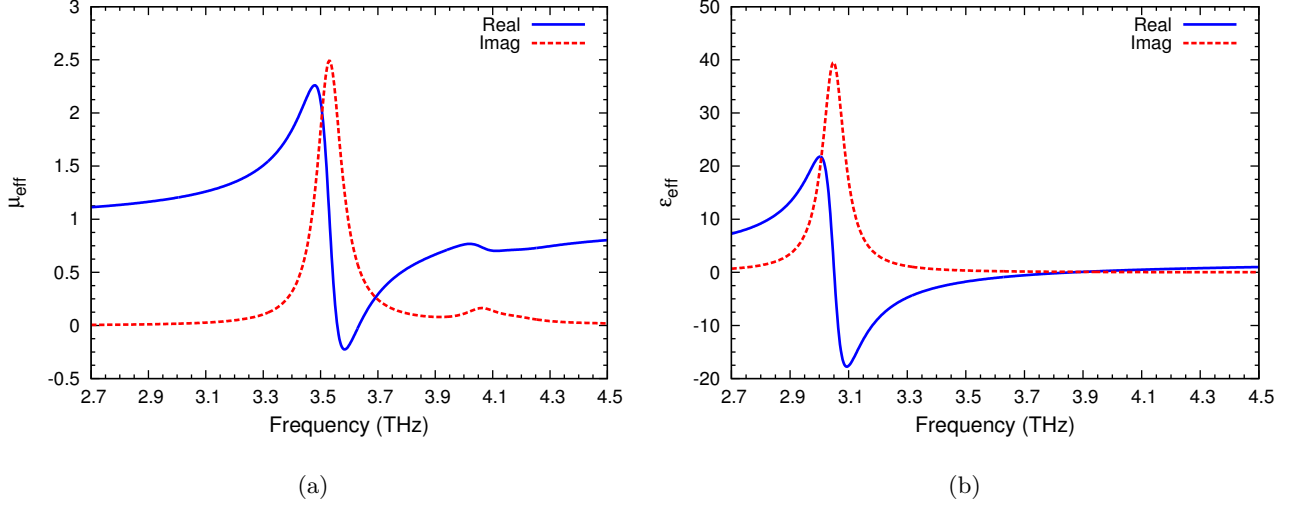 3
2.5
2
1.5
1
0.5
0
-0.5
μeff
2.7 2.9 3.1 3.3 3.5 3.7 3.9 4.1 4.3 4.5
Frequency (THz)
Real
Imag
(a)
50
40
30
20
10
0
-10
-20
εeff
2.7 2.9 3.1 3.3 3.5 3.7 3.9 4.1 4.3 4.5
Frequency (THz)
Real
Imag
(b)